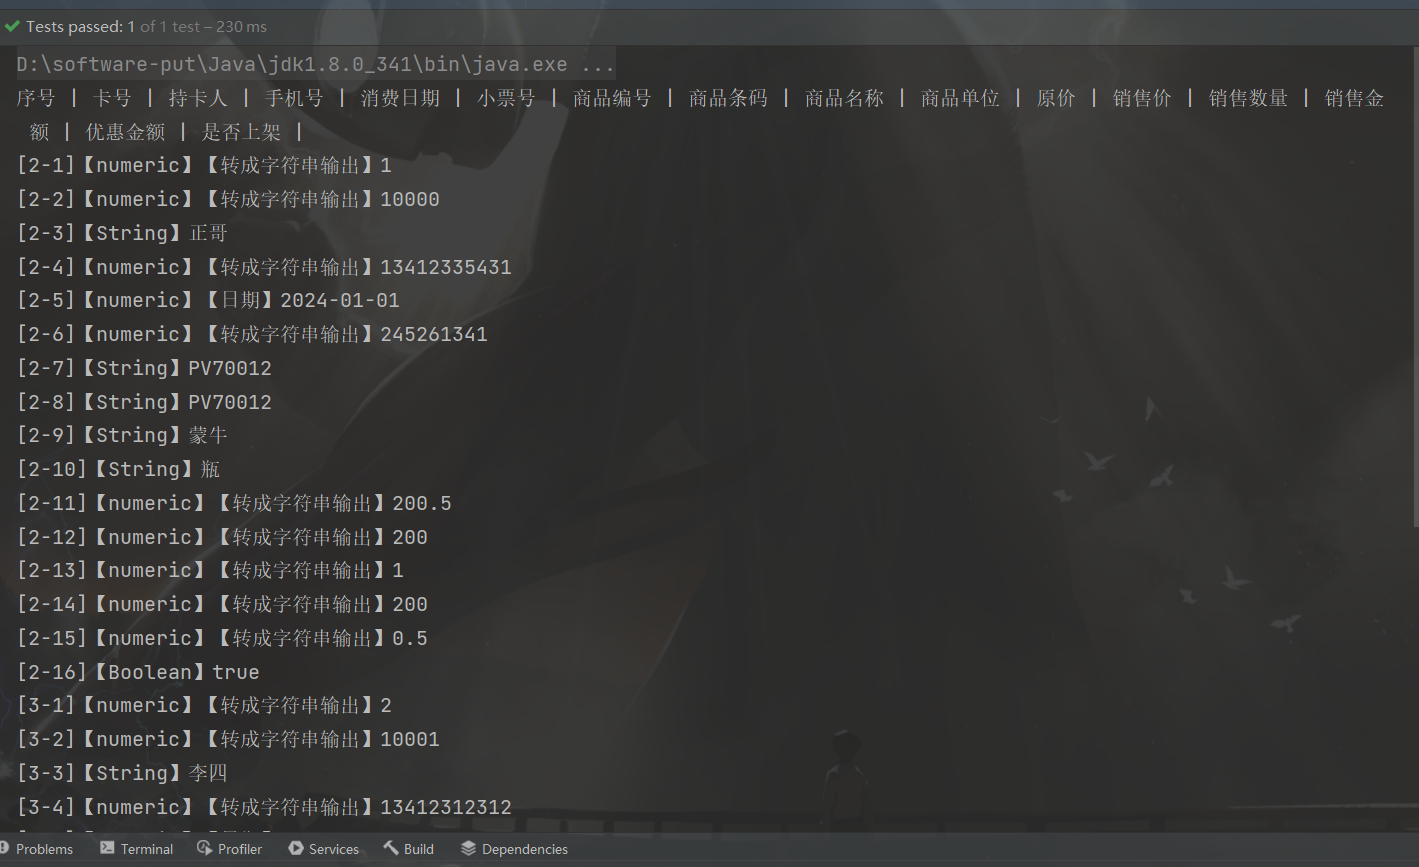 Tests passed: 1 of 1 test – 230 ms
D:\software-put\Java\jdk1.8.0_341\bin\java.exe ...
序号 | 卡号 | 持卡人 | 手机号 | 消费日期 | 小票号 | 商品编号 | 商品条码 | 商品名称 | 商品单位 | 原价 | 销售价 | 销售数量 | 销售金
额 | 优惠金额 | 是否上架 |
[2-1]【numeric】【转成字符串输出】1
[2-2]【numeric】【转成字符串输出】10000
[2-3]【String】正哥
[2-4]【numeric】【转成字符串输出】13412335431
[2-5]【numeric】【日期】2024-01-01
[2-6]【numeric】【转成字符串输出】245261341
[2-7]【String】PV70012
[2-8]【String】PV70012
[2-9]【String】蒙牛
[2-10]【String】瓶
[2-11]【numeric】【转成字符串输出】200.5
[2-12]【numeric】【转成字符串输出】200
[2-13]【numeric】【转成字符串输出】1
[2-14]【numeric】【转成字符串输出】200
[2-15]【numeric】【转成字符串输出】0.5
[2-16]【Boolean】true
[3-1]【numeric】【转成字符串输出】2
[3-2]【numeric】【转成字符串输出】10001
[3-3]【String】李四
[3-4]【numeric】【转成字符串输出】13412312312
Problems Terminal Profiler Services Build Dependencies